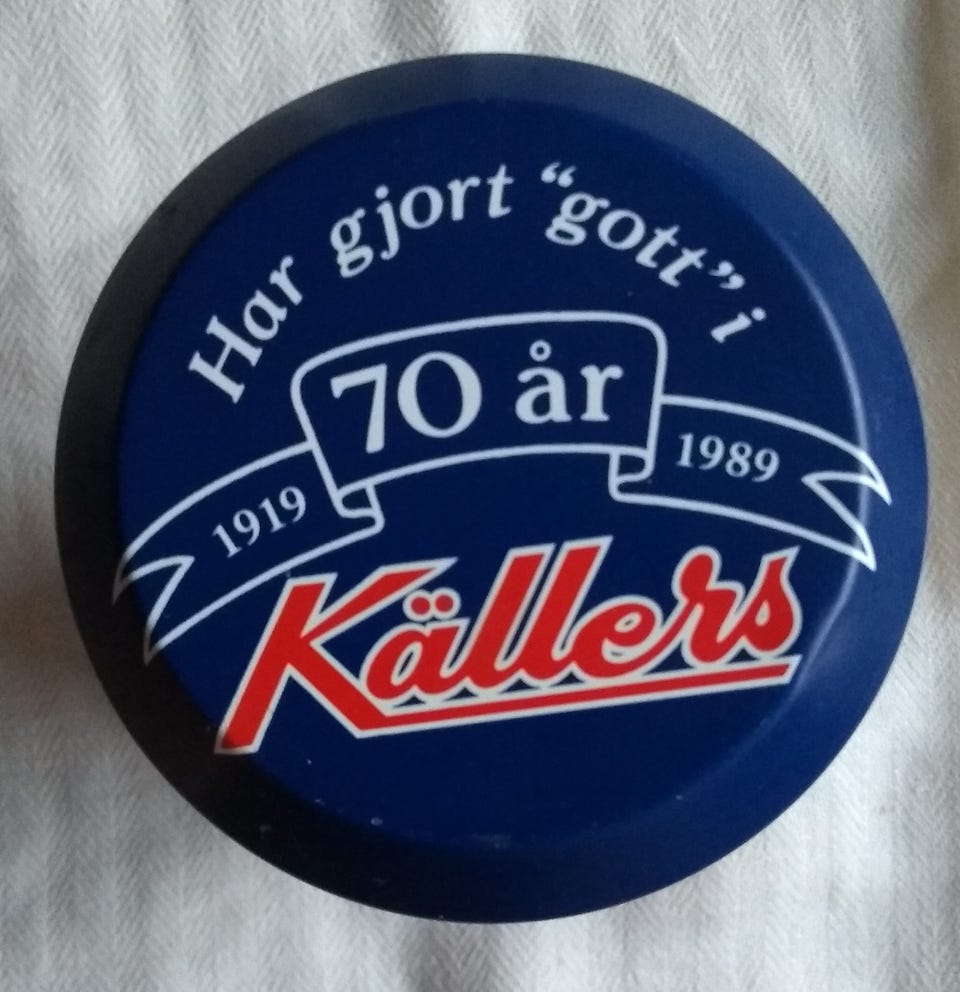 Har gjort “gott” i
70 år
1919
1989
Källers